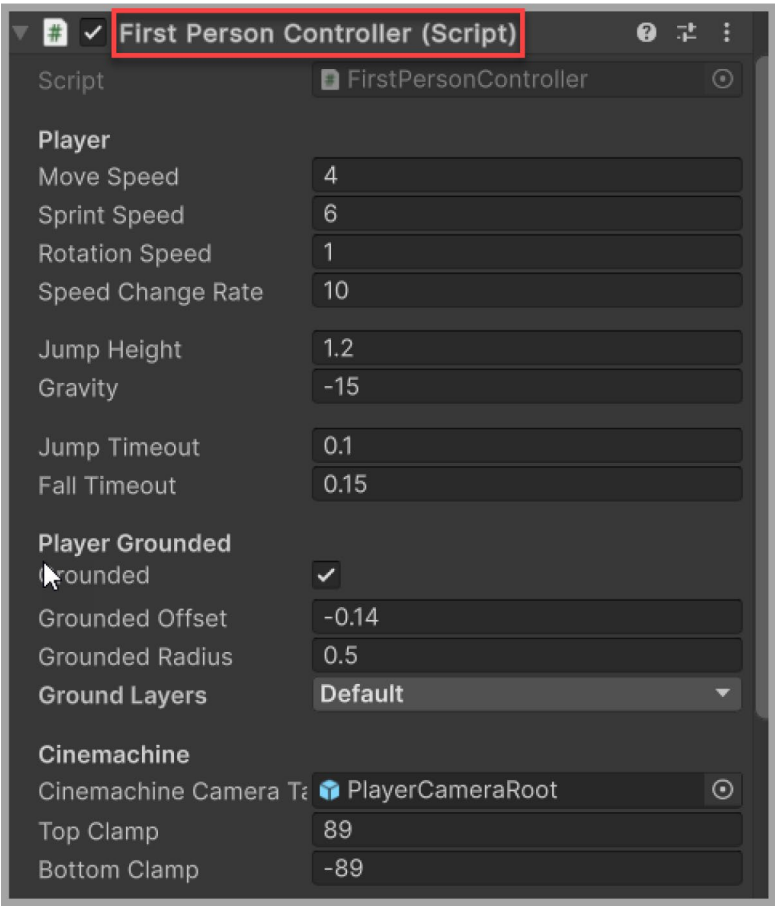 First Person Controller (Script)
Script FirstPersonController
Player
Move Speed 4
Sprint Speed 6
Rotation Speed 1
Speed Change Rate 10
Jump Height 1.2
Gravity -15
Jump Timeout 0.1
Fall Timeout 0.15
Player Grounded
Grounded
Grounded Offset -0.14
Grounded Radius 0.5
Ground Layers Default
Cinemachine
Cinemachine Camera Ta PlayerCameraRoot
Top Clamp 89
Bottom Clamp -89